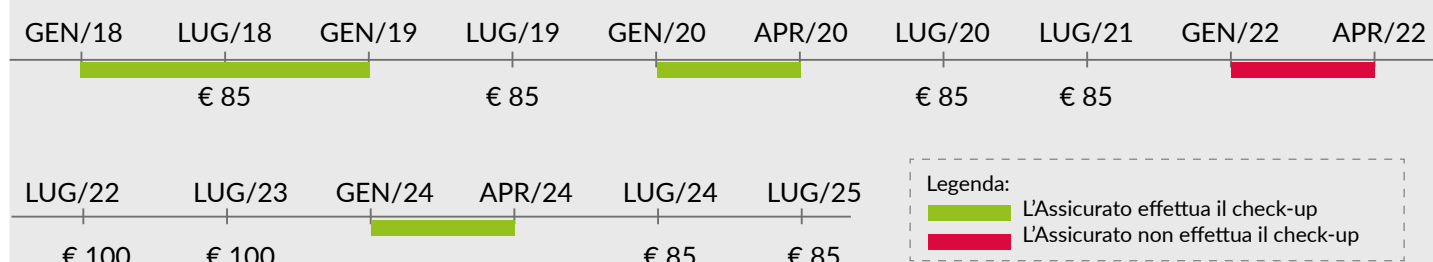 GEN/18 LUG/18 GEN/19 LUG/19 GEN/20 APR/20 LUG/20 LUG/21 GEN/22 APR/22
€ 85 € 85 € 85 € 85
LUG/22 LUG/23 GEN/24 APR/24 LUG/24 LUG/25
€ 100 € 100 € 85 € 85
Legenda:
L'Assicurato effettua il check-up
L'Assicurato non effettua il check-up